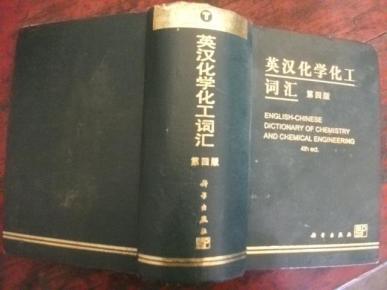 英汉化学化工词汇
第四版
科学出版社
英汉化学化工
词汇 第四版
ENGLISH-CHINESE
DICTIONARY OF CHEMISTRY
AND CHEMICAL ENGINEERING
4th ed.
科学出版社